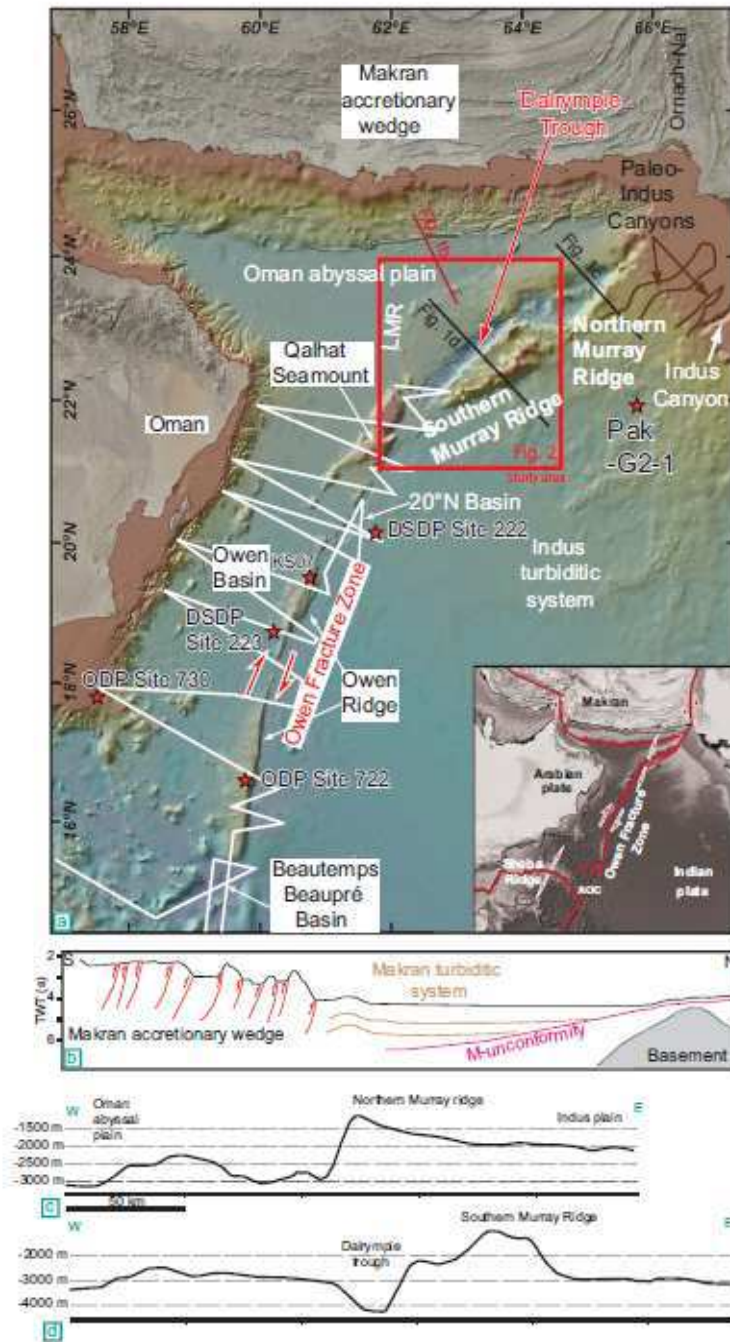 58°E
60°E
62°E
64°E
66°E
26°N
24°N
22°N
20°N
18°N
16°N
Makran
accretionary
wedge
Ornach-Nal
Dalrymple
Trough
Paleo-
Indus
Canyons
Oman abyssal plain
LMR
Fig. 1d
Northern
Murray
Ridge
Indus
Canyon
Qalhat
Seamount
Southern
Murray Ridge
Oman
Fig. 2
Study area
Pak
-G2-1
20°N Basin
DSDP Site 222
Owen
Basin
KS07
Indus
turbiditic
system
DSDP
Site 223
Owen Fracture Zone
ODP Site 730
Owen
Ridge
ODP Site 722
Beautemps
Beaupré
Basin
Makran
Arabian
plate
Owen Fracture
Zone
Sheba
Ridge
AOC
Indian
plate
a
S
N
2
4
6
TWT (s)
Makran turbiditic
system
Makran accretionary wedge
M-unconformity
Basement
b
W
Oman
abyssal
plain
Northern Murray ridge
Indus plain
E
-1500 m
-2000 m
-2500 m
-3000 m
50 km
c
W
Southern Murray Ridge
E
Dalrymple
trough
-2000 m
-3000 m
-4000 m
d